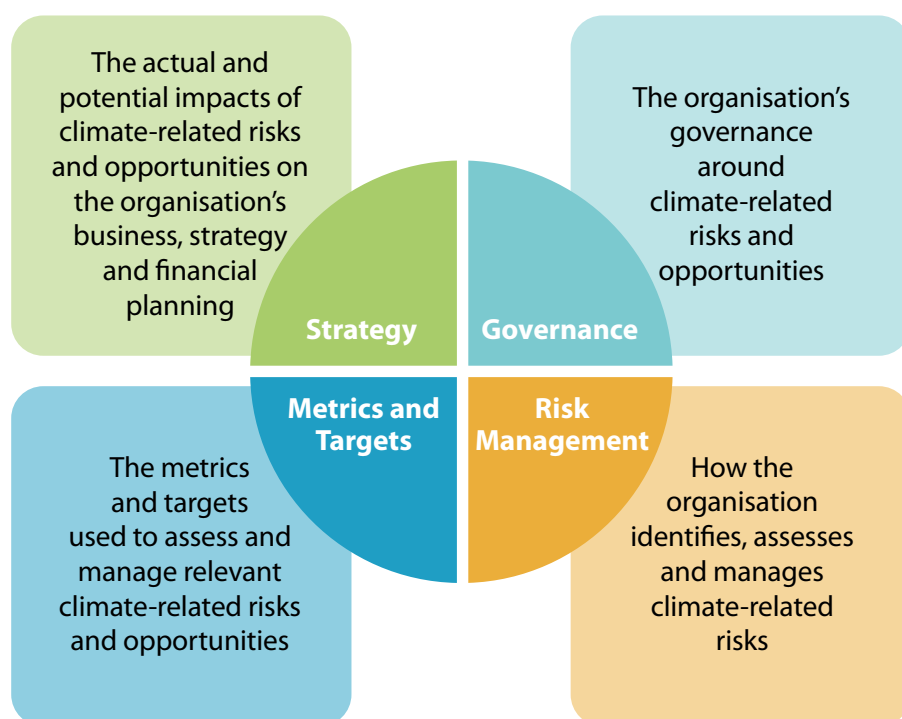 The actual and
potential impacts of
climate-related risks
and opportunities on
the organisation’s
business, strategy
and financial
planning
The organisation’s
governance
around
climate-related
risks and
opportunities
Strategy
Governance
Metrics and
Targets
Risk
Management
The metrics
and targets
used to assess and
manage relevant
climate-related risks
and opportunities
How the
organisation
identifies, assesses
and manages
climate-related
risks